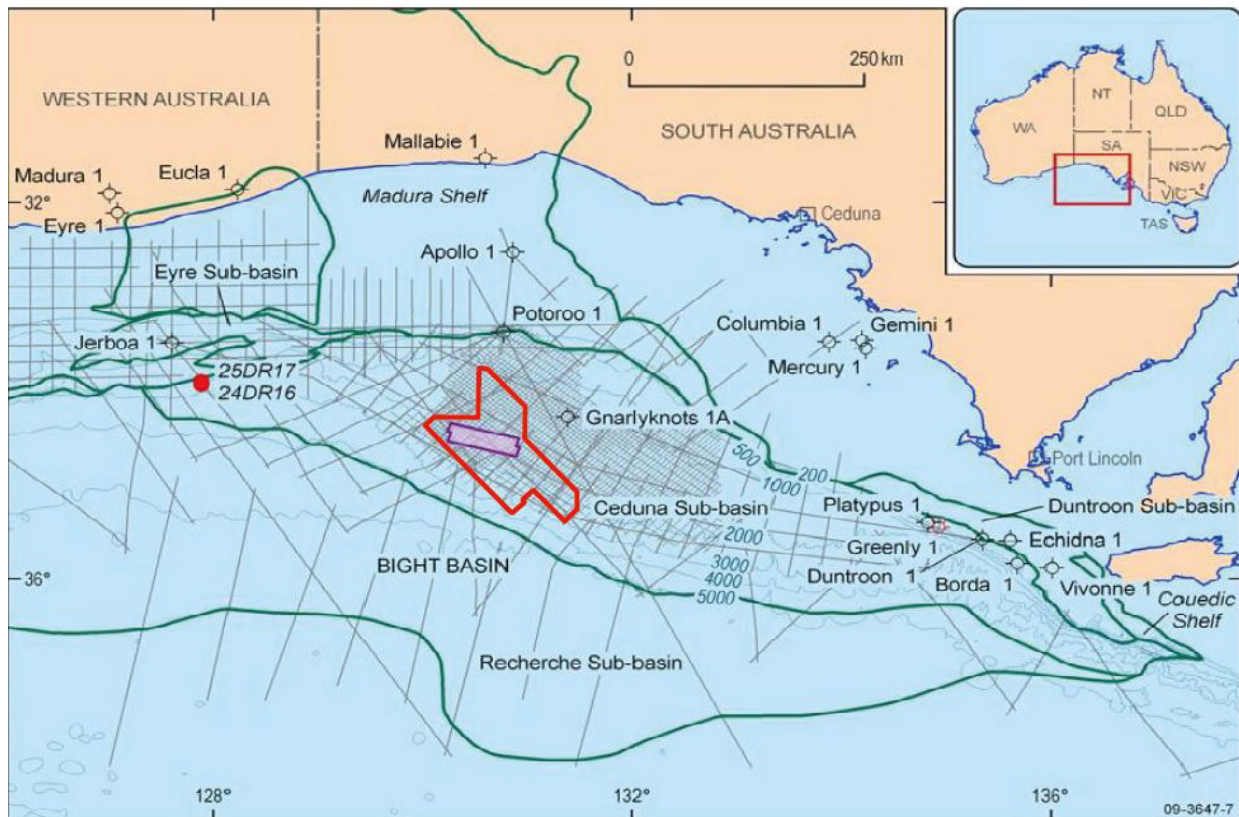 0
250 km
WESTERN AUSTRALIA
SOUTH AUSTRALIA
NT
QLD
WA
SA
NSW
VIC
TAS
Mallabie 1
Madura 1
Eucla 1
Madura Shelf
32°
Eyre 1
Ceduna
Apollo 1
Eyre Sub-basin
Potoroo 1
Columbia 1
Gemini 1
Jerboa 1
Mercury 1
25DR17
24DR16
Gnarlyknots 1A
500
200
1000
Port Lincoln
Ceduna Sub-basin
Platypus 1
Duntroon Sub-basin
2000
Greenly 1
Echidna 1
36°
BIGHT BASIN
3000
4000
5000
Duntroon 1
Borda 1
Vivonne 1
Couedic
Shelf
Recherche Sub-basin
128°
132°
136°
09-3647-7